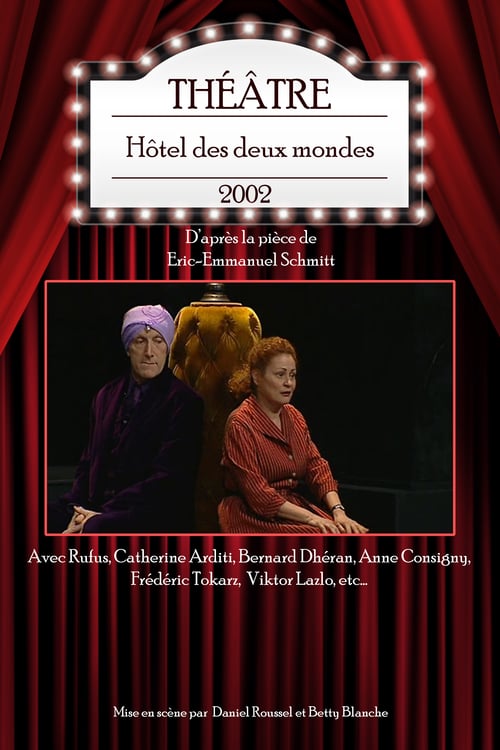 THÉÂTRE
Hôtel des deux mondes
2002
D'après la pièce de
Eric-Emmanuel Schmitt
Avec Rufus, Catherine Arditi, Bernard Dhéran, Anne Consigny,
Frédéric Tokarz, Viktor Lazlo, etc...
Mise en scène par Daniel Roussel et Betty Blanche